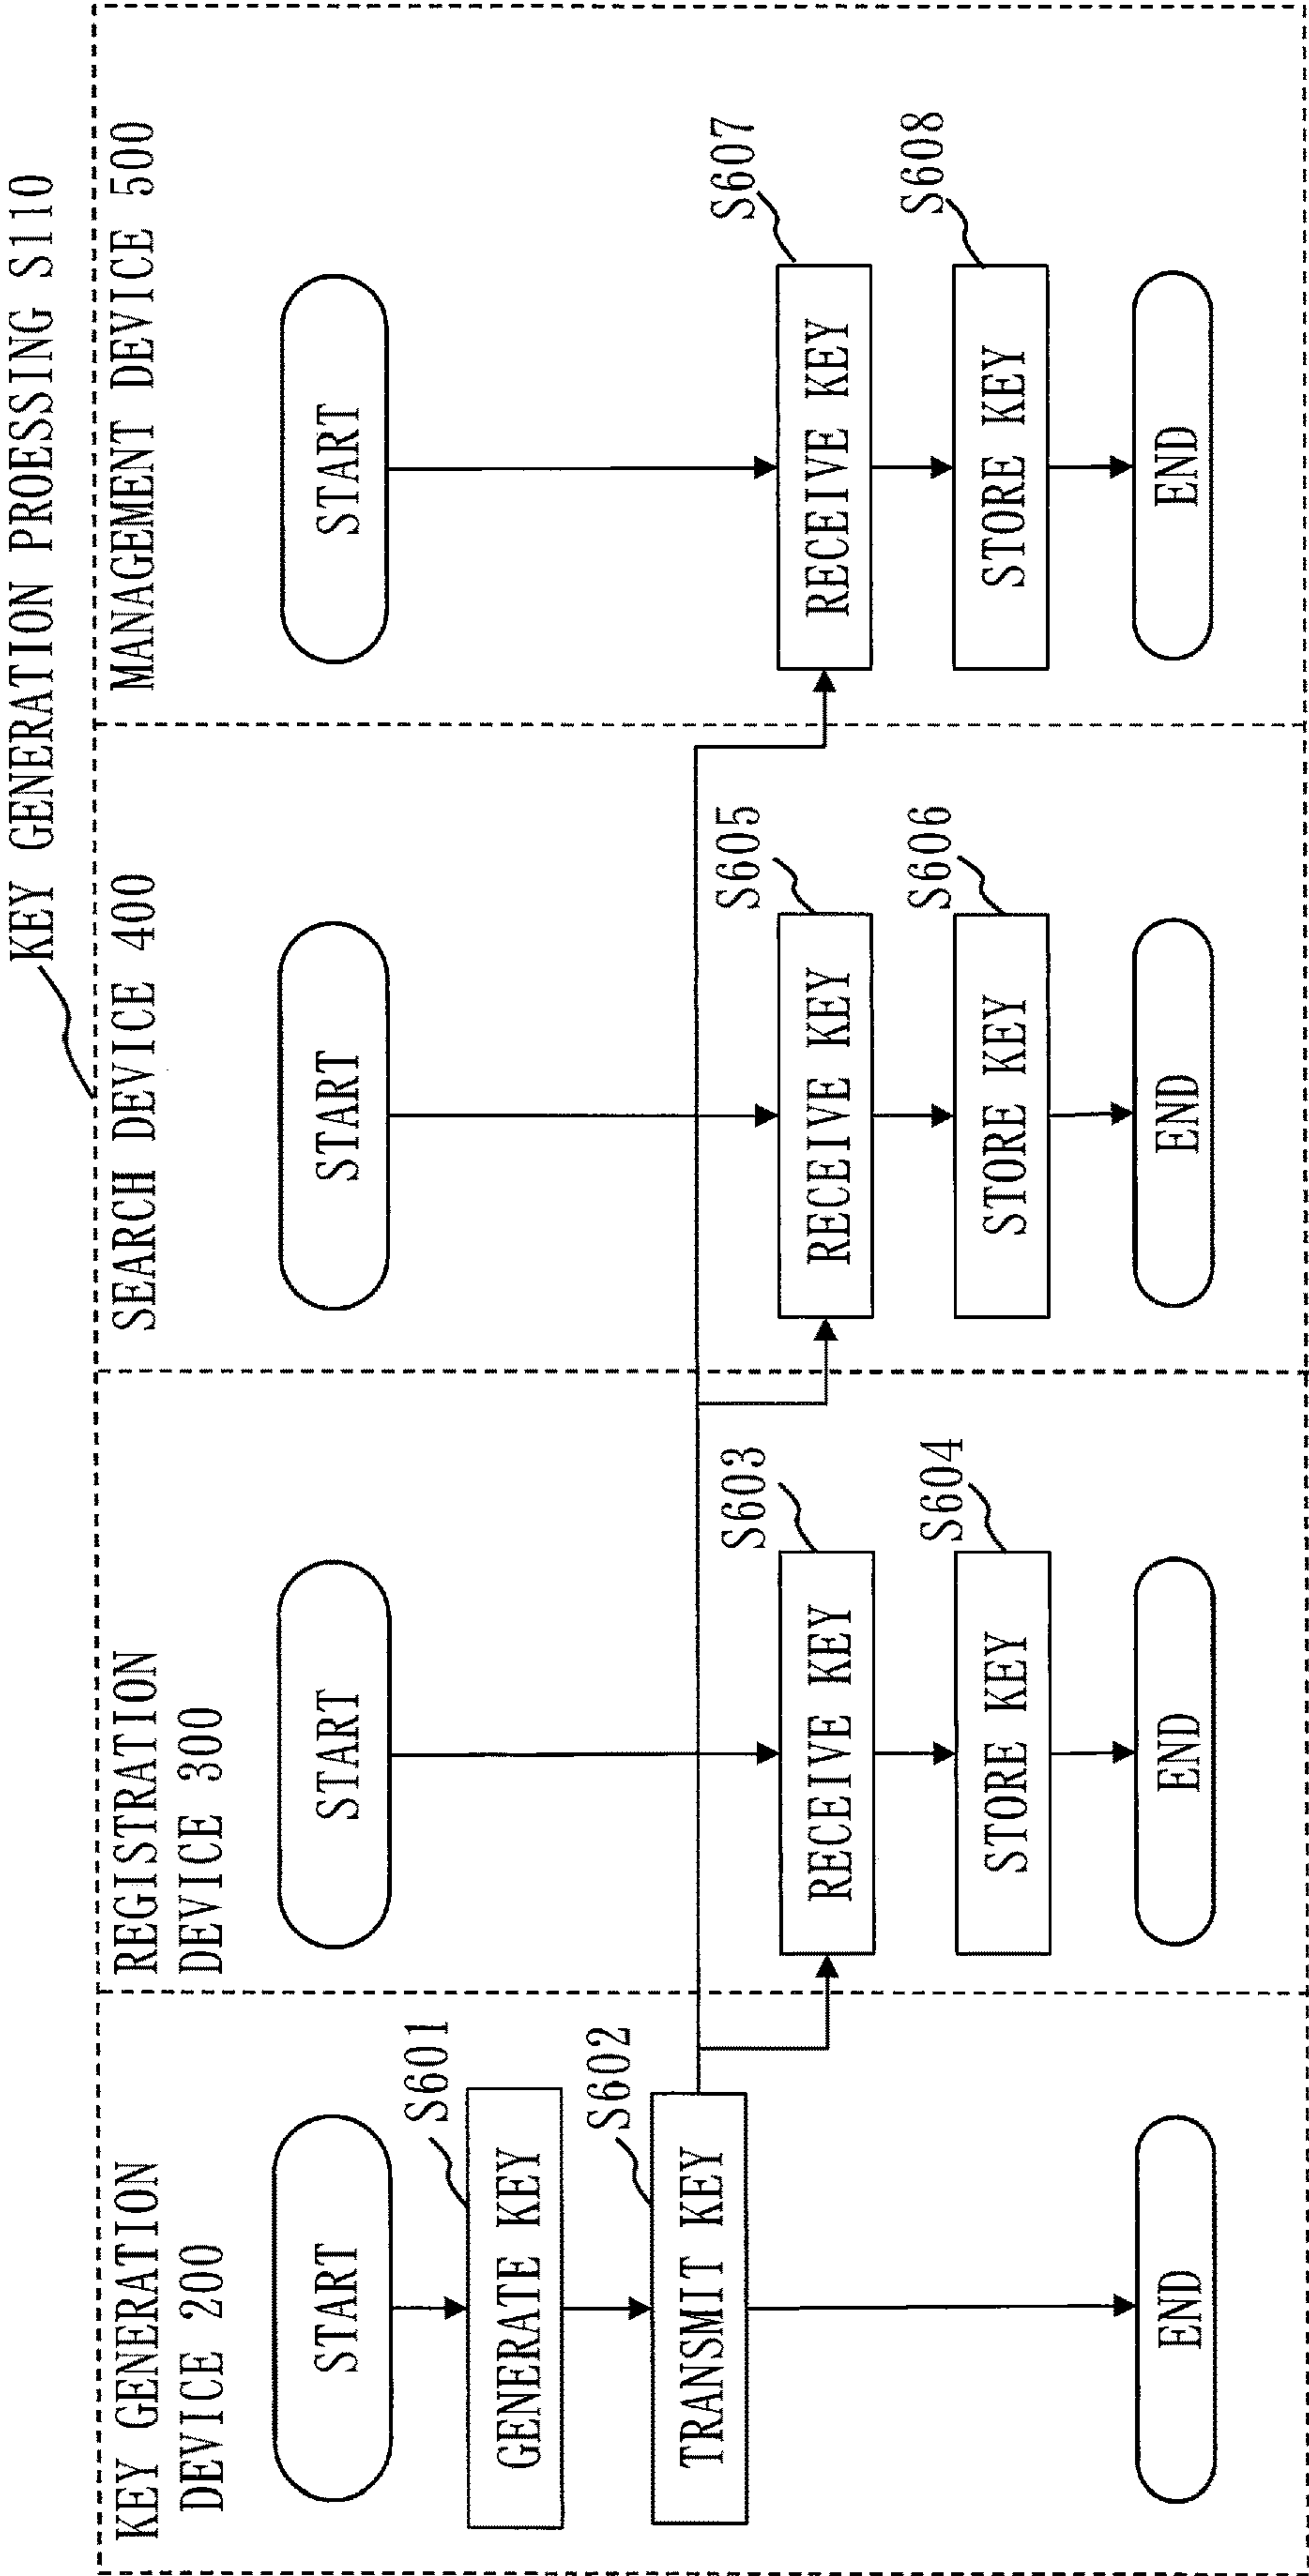 KEY GENERATION PROESSING S110
KEY GENERATION
DEVICE 200
START
S601
GENERATE KEY
S602
TRANSMIT KEY
END
REGISTRATION
DEVICE 300
START
S603
RECEIVE KEY
S604
STORE KEY
END
SEARCH DEVICE 400
START
S605
RECEIVE KEY
S606
STORE KEY
END
MANAGEMENT DEVICE 500
START
S607
RECEIVE KEY
S608
STORE KEY
END